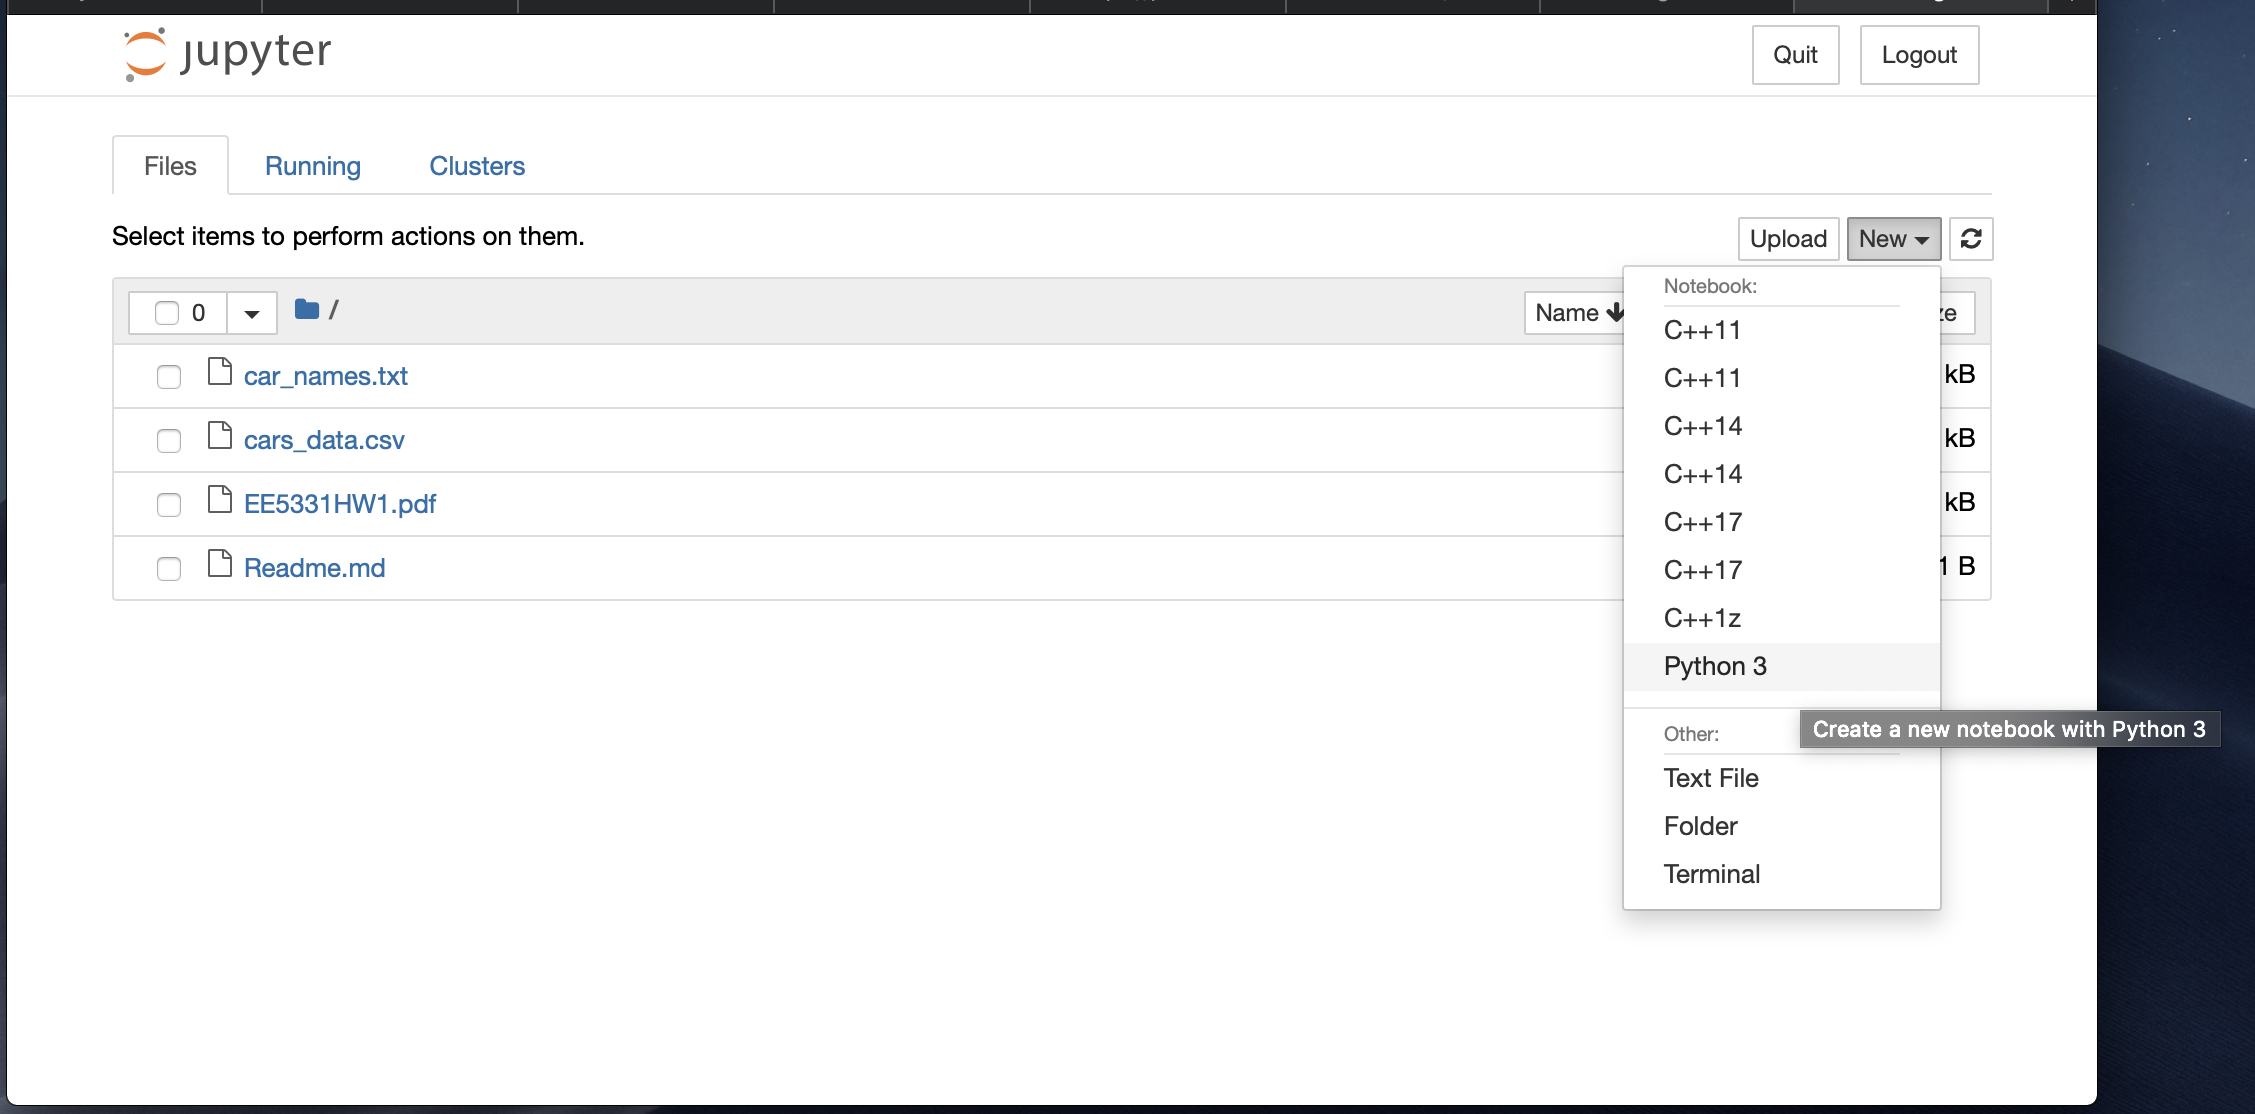 jupyter
Quit Logout
Files Running Clusters
Select items to perform actions on them.
Upload New
0 / Name
car_names.txt kB
cars_data.csv kB
EE5331HW1.pdf kB
Readme.md 1 B
Notebook:
C++11
C++11
C++14
C++14
C++17
C++17
C++1z
Python 3
Create a new notebook with Python 3
Other:
Text File
Folder
Terminal